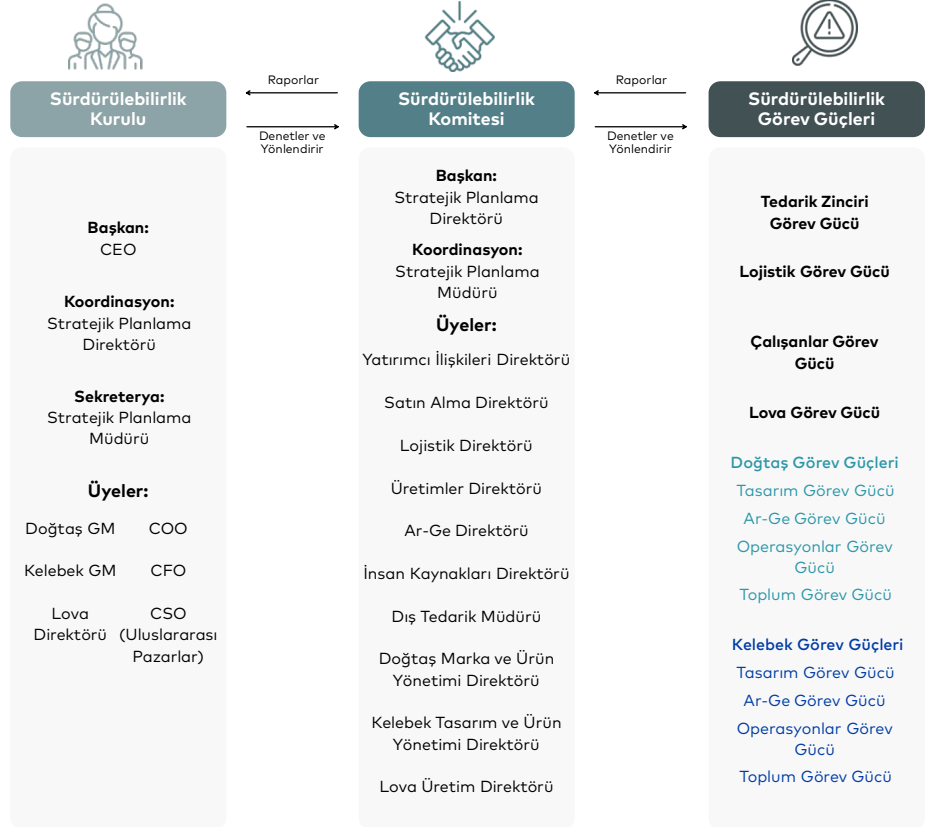 Sürdürülebilirlik
Kurulu
Raporlar
Denetler ve
Yönlendirir
Sürdürülebilirlik
Komitesi
Raporlar
Denetler ve
Yönlendirir
Sürdürülebilirlik
Görev Güçleri
Başkan:
CEO
Koordinasyon:
Stratejik Planlama
Direktörü
Sekreterya:
Stratejik Planlama
Müdürü
Üyeler:
Doğtaş GM COO
Kelebek GM CFO
Lova CSO
Direktörü (Uluslararası
Pazarlar)
Başkan:
Stratejik Planlama
Direktörü
Koordinasyon:
Stratejik Planlama
Müdürü
Üyeler:
Yatırımcı İlişkileri Direktörü
Satın Alma Direktörü
Lojistik Direktörü
Üretimler Direktörü
Ar-Ge Direktörü
İnsan Kaynakları Direktörü
Dış Tedarik Müdürü
Doğtaş Marka ve Ürün
Yönetimi Direktörü
Kelebek Tasarım ve Ürün
Yönetimi Direktörü
Lova Üretim Direktörü
Tedarik Zinciri
Görev Gücü
Lojistik Görev Gücü
Çalışanlar Görev
Gücü
Lova Görev Gücü
Doğtaş Görev Güçleri
Tasarım Görev Gücü
Ar-Ge Görev Gücü
Operasyonlar Görev
Gücü
Toplum Görev Gücü
Kelebek Görev Güçleri
Tasarım Görev Gücü
Ar-Ge Görev Gücü
Operasyonlar Görev
Gücü
Toplum Görev Gücü